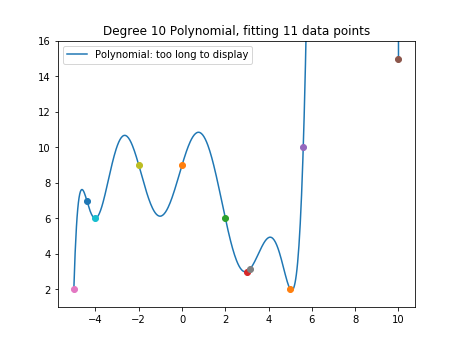 Degree 10 Polynomial, fitting 11 data points
Polynomial: too long to display
16
14
12
10
8
6
4
2
−4 −2 0 2 4 6 8 10